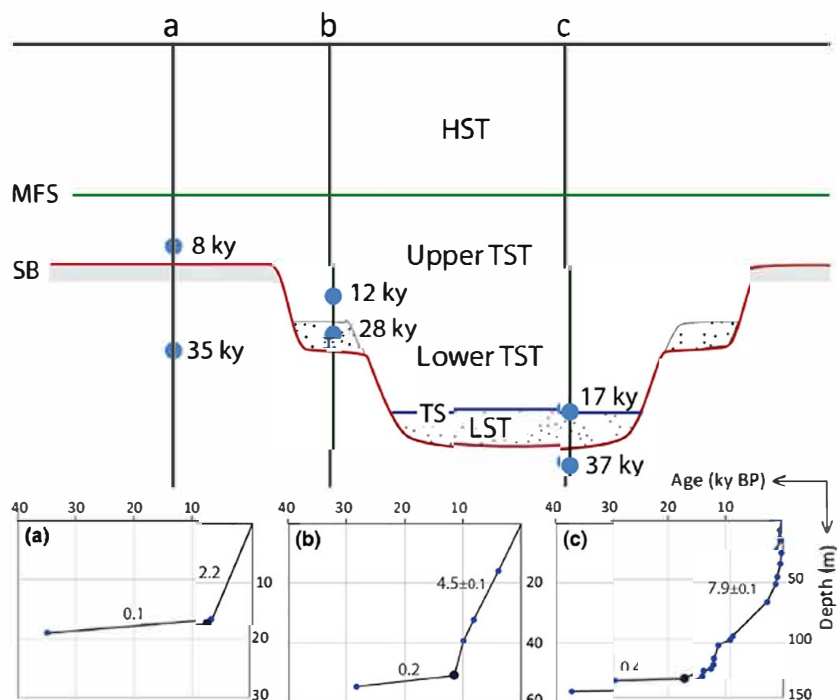 a b c
HST
MFS
8 ky
Upper TST
SB
12 ky
28 ky
35 ky
Lower TST
17 ky
TS
LST
37 ky
Age (ky BP)
40 30 20 10
40 30 20 10
40 30 20 10
(a)
(b)
(c)
2.2
0.1
10
20
30
4.5±0.1
0.2
20
40
60
7.9±0.1
50
100
150
Depth (m)